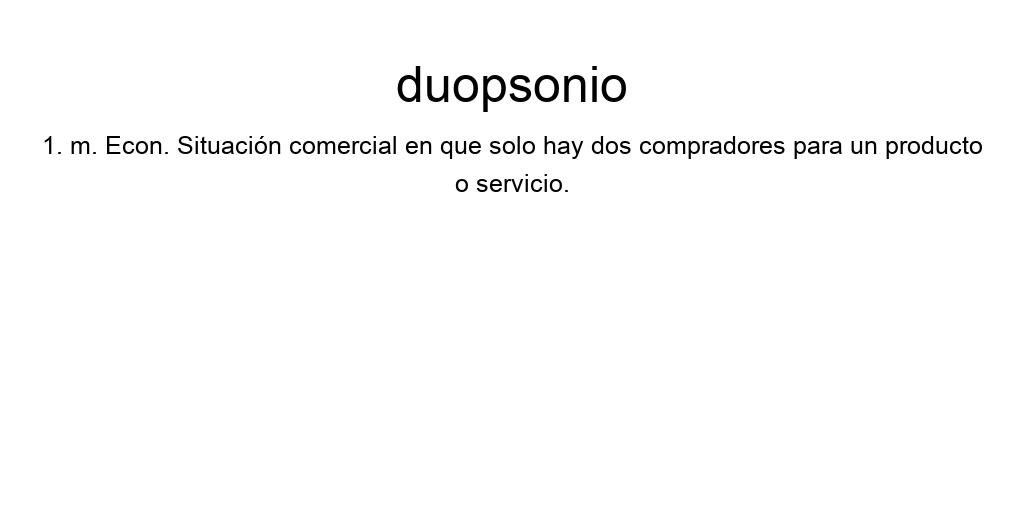 duopsonio
1. m. Econ. Situación comercial en que solo hay dos compradores para un producto
o servicio.